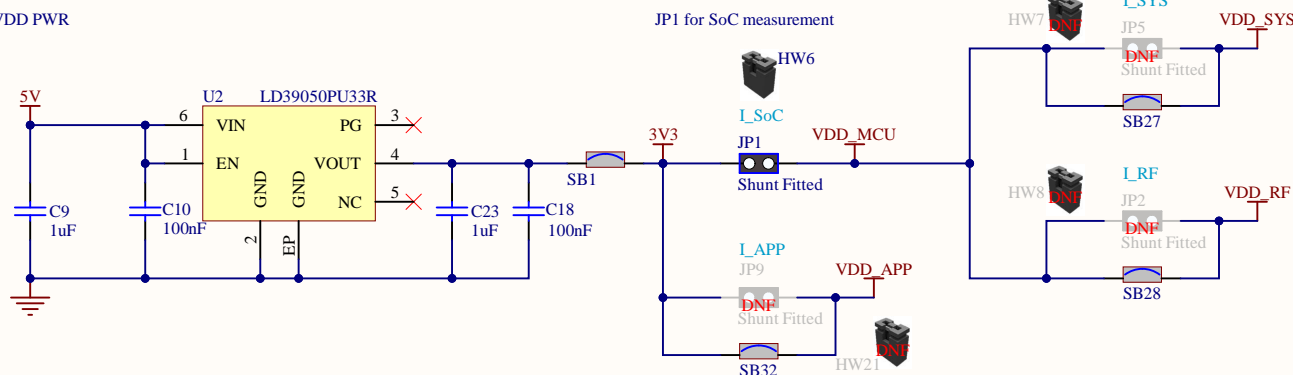 VDD PWR
JP1 for SoC measurement
I_SYS
HW7
DNF
JP5
VDD_SYS
DNF
Shunt Fitted
SB27
HW6
I_SoC
JP1
Shunt Fitted
5V
U2
LD39050PU33R
6
VIN
PG
3
1
EN
VOUT
4
GND
GND
NC
5
2
EP
C9
1uF
C10
100nF
C23
1uF
C18
100nF
SB1
3V3
VDD_MCU
I_RF
HW8
DNF
JP2
VDD_RF
DNF
Shunt Fitted
SB28
I_APP
JP9
VDD_APP
DNF
Shunt Fitted
SB32
HW21
DNF